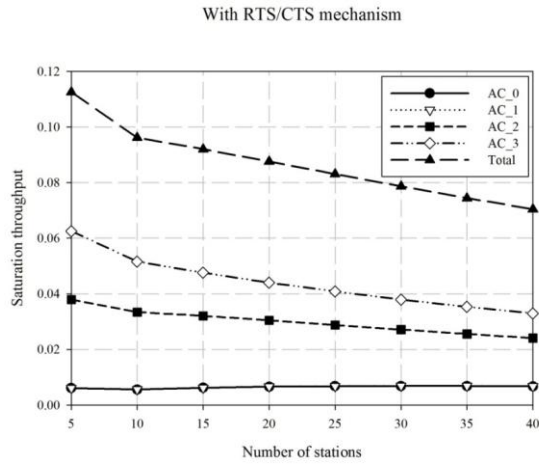 With RTS/CTS mechanism
0.12
0.10
0.08
0.06
0.04
0.02
0.00
Saturation throughput
AC_0
AC_1
AC_2
AC_3
Total
5
10
15
20
25
30
35
40
Number of stations